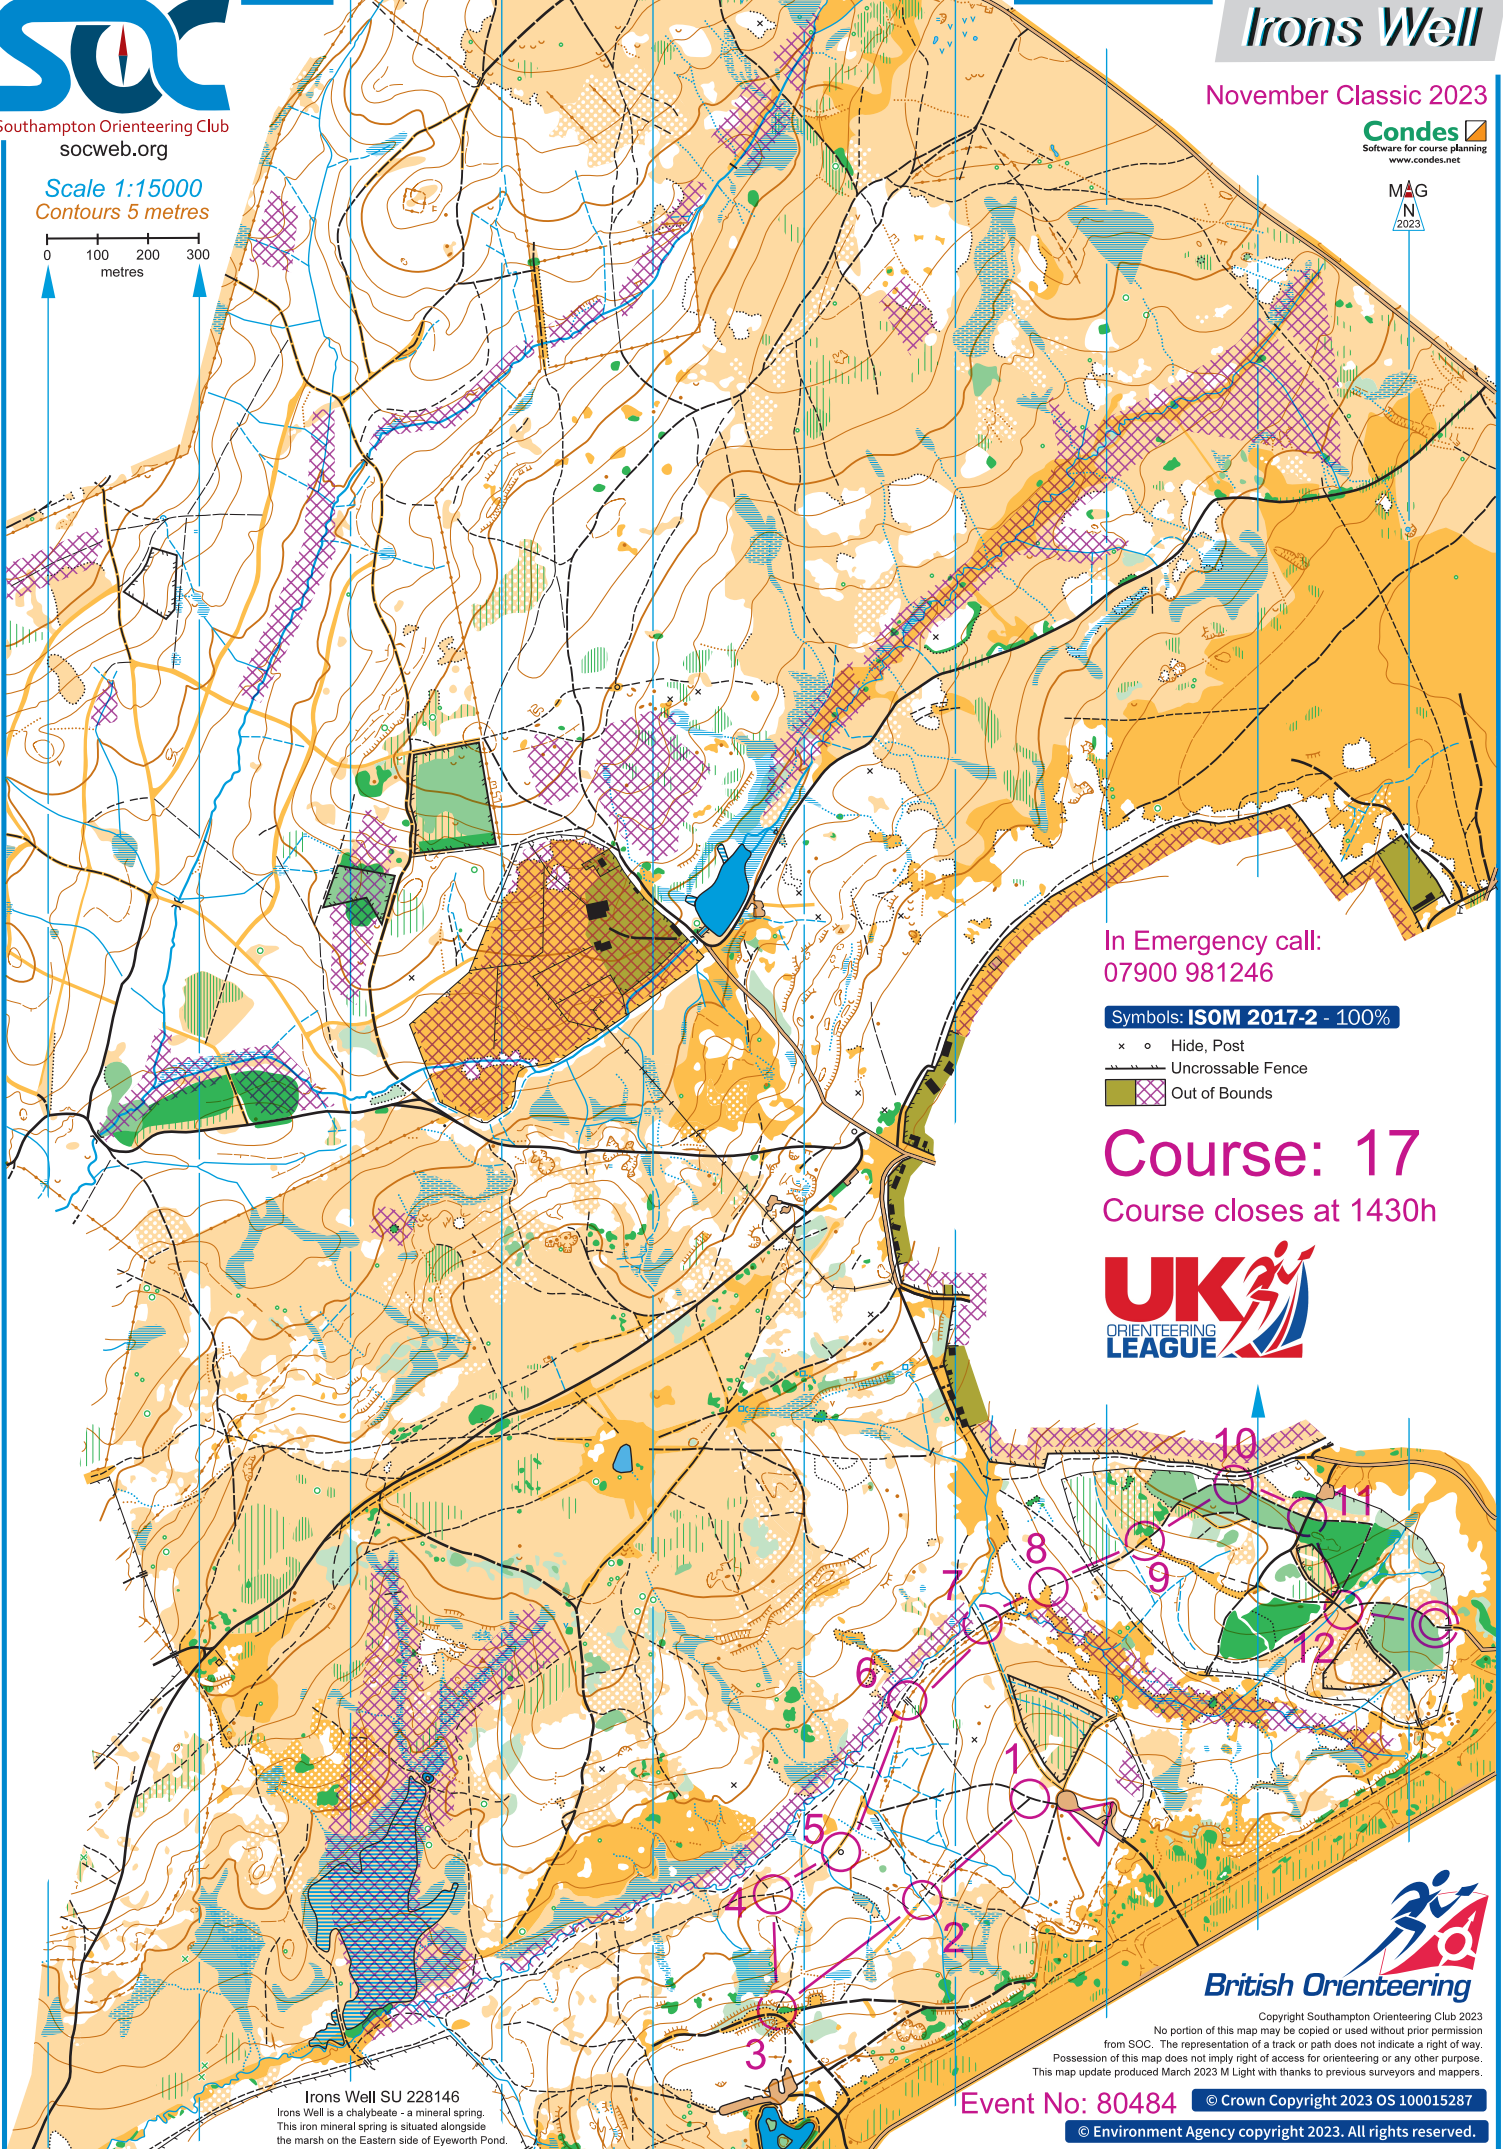 SOC
Southampton Orienteering Club
socweb.org
Scale 1:15000
Contours 5 metres
0 100 200 300
metres
Irons Well
November Classic 2023
Condes
Software for course planning
www.condes.net
MAG
N
2023
In Emergency call:
07900 981246
Symbols: ISOM 2017-2 - 100%
Hide, Post
Uncrossable Fence
Out of Bounds
Course: 17
Course closes at 1430h
UK
ORIENTEERING
LEAGUE
10
11
8
9
7
12
6
1
5
4
2
3
British Orienteering
Copyright Southampton Orienteering Club 2023
No portion of this map may be copied or used without prior permission
from SOC. The representation of a track or path does not indicate a right of way.
Possession of this map does not imply right of access for orienteering or any other purpose.
This map update produced March 2023 M Light with thanks to previous surveyors and mappers.
Event No: 80484
© Crown Copyright 2023 OS 100015287
© Environment Agency copyright 2023. All rights reserved.
Irons Well SU 228146
Irons Well is a chalybeate - a mineral spring.
This iron mineral spring is situated alongside
the marsh on the Eastern side of Eyeworth Pond.